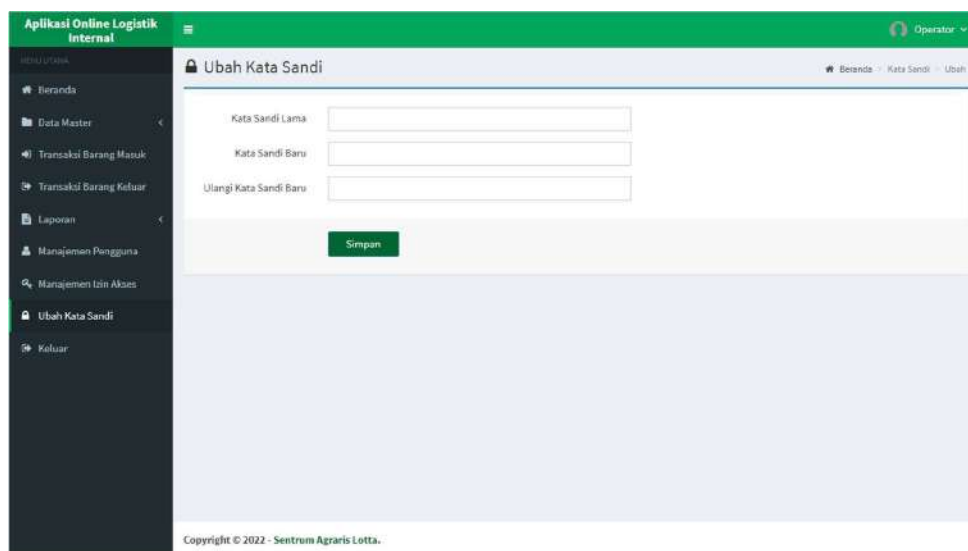 Aplikasi Online Logistik
Internal
Operator
MENU UTAMA
Ubah Kata Sandi
Beranda > Kata Sandi > Ubah
Beranda
Data Master
Transaksi Barang Masuk
Transaksi Barang Keluar
Laporan
Manajemen Pengguna
Manajemen Izin Akses
Ubah Kata Sandi
Keluar
Kata Sandi Lama
Kata Sandi Baru
Ulangi Kata Sandi Baru
Simpan
Copyright © 2022 - Sentrum Agraris Lotta.